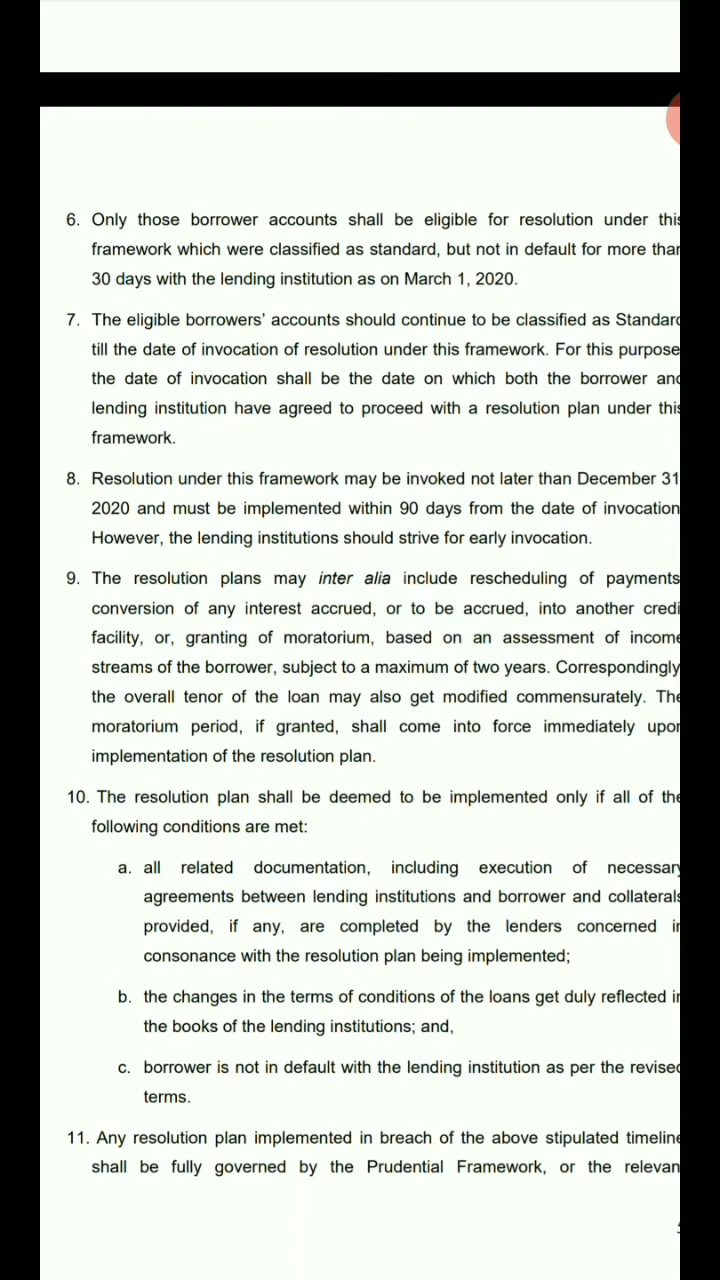 6. Only those borrower accounts shall be eligible for resolution under this
framework which were classified as standard, but not in default for more than
30 days with the lending institution as on March 1, 2020.
7. The eligible borrowers' accounts should continue to be classified as Standard
till the date of invocation of resolution under this framework. For this purpose
the date of invocation shall be the date on which both the borrower and
lending institution have agreed to proceed with a resolution plan under this
framework.
8. Resolution under this framework may be invoked not later than December 31
2020 and must be implemented within 90 days from the date of invocation
However, the lending institutions should strive for early invocation.
9. The resolution plans may inter alia include rescheduling of payments
conversion of any interest accrued, or to be accrued, into another credi
facility, or, granting of moratorium, based on an assessment of income
streams of the borrower, subject to a maximum of two years. Correspondingly
the overall tenor of the loan may also get modified commensurately. The
moratorium period, if granted, shall come into force immediately upon
implementation of the resolution plan.
10. The resolution plan shall be deemed to be implemented only if all of the
following conditions are met:
a. all related documentation, including execution of necessary
agreements between lending institutions and borrower and collaterals
provided, if any, are completed by the lenders concerned in
consonance with the resolution plan being implemented;
b. the changes in the terms of conditions of the loans get duly reflected in
the books of the lending institutions; and,
c. borrower is not in default with the lending institution as per the revised
terms.
11. Any resolution plan implemented in breach of the above stipulated timeline
shall be fully governed by the Prudential Framework, or the relevan